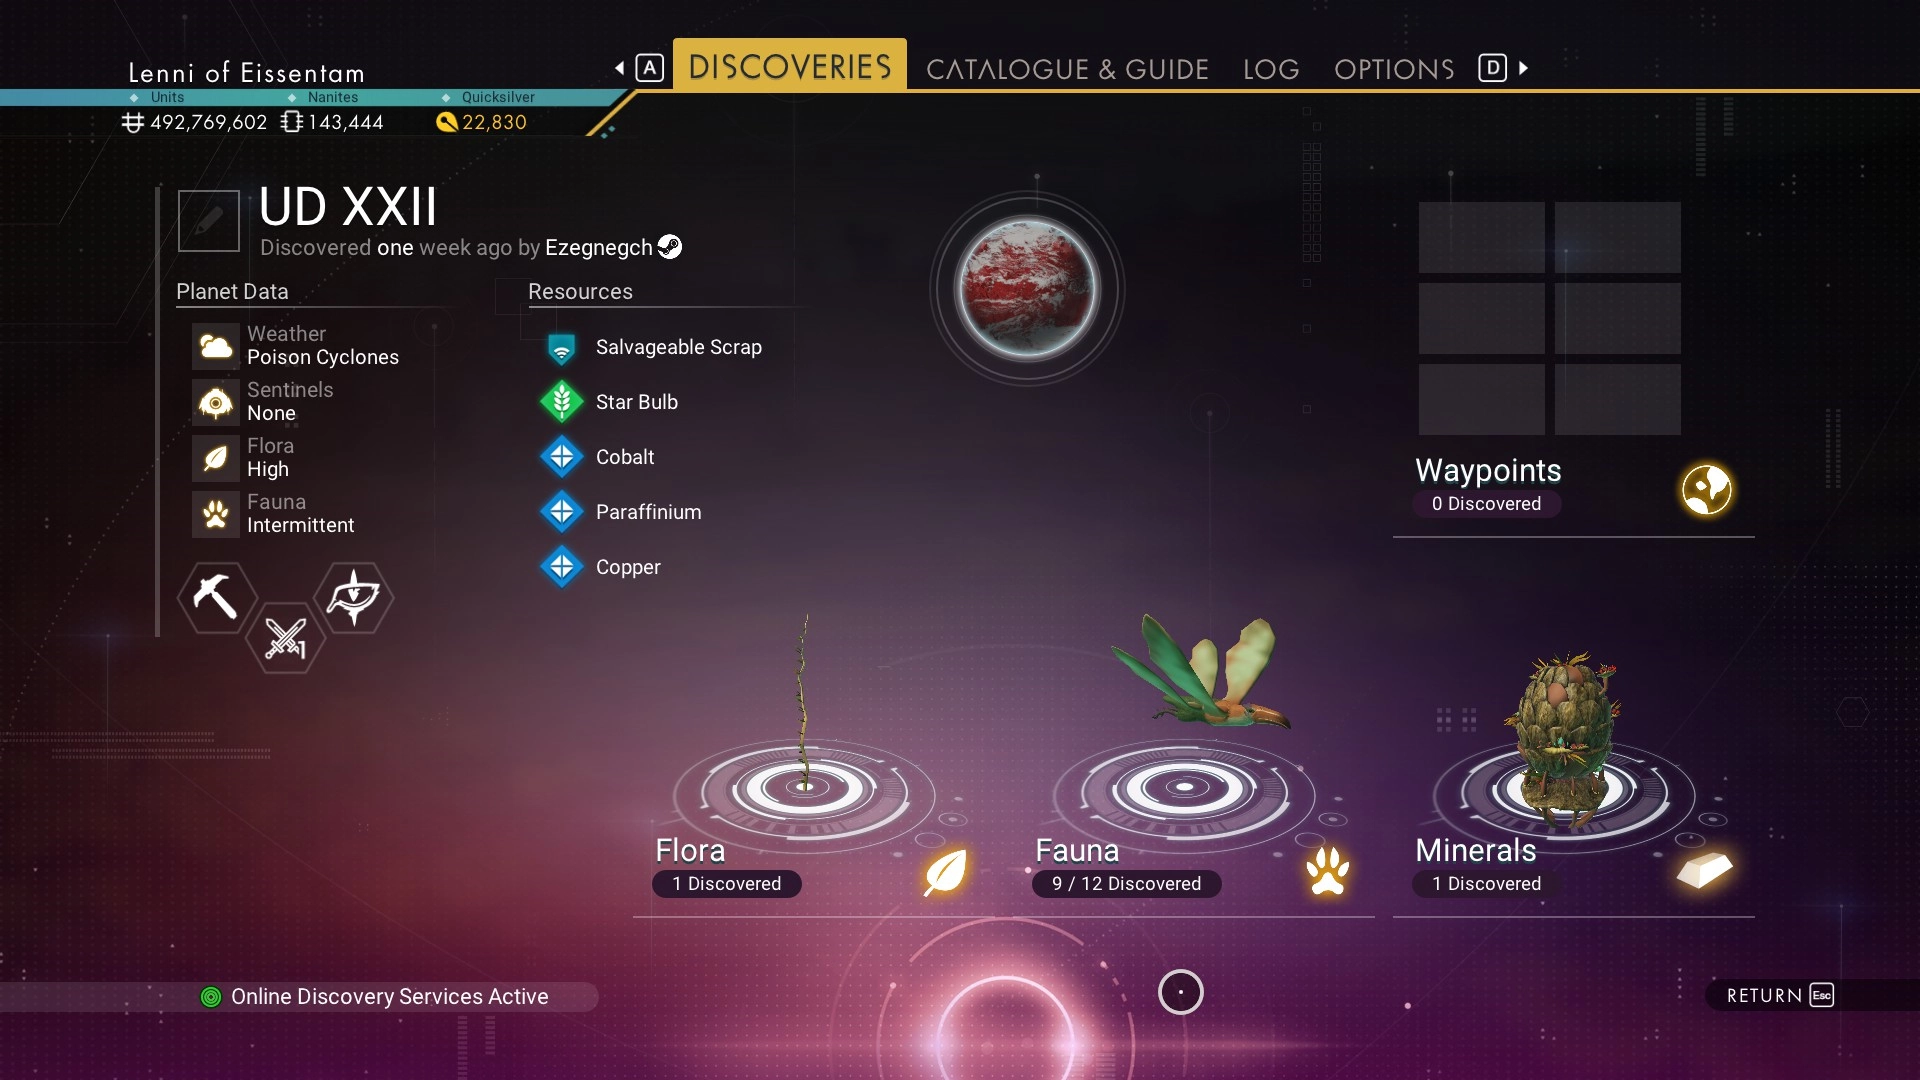 Lenni of Eissentam
Units Nanites Quicksilver
492,769,602 143,444 22,830
A DISCOVERIES CATALOGUE & GUIDE LOG OPTIONS D
UD XXII
Discovered one week ago by Ezegnegch
Planet Data
Weather
Poison Cyclones
Sentinels
None
Flora
High
Fauna
Intermittent
Resources
Salvageable Scrap
Star Bulb
Cobalt
Paraffinium
Copper
Waypoints
0 Discovered
Flora
1 Discovered
Fauna
9 / 12 Discovered
Minerals
1 Discovered
Online Discovery Services Active
RETURN Esc